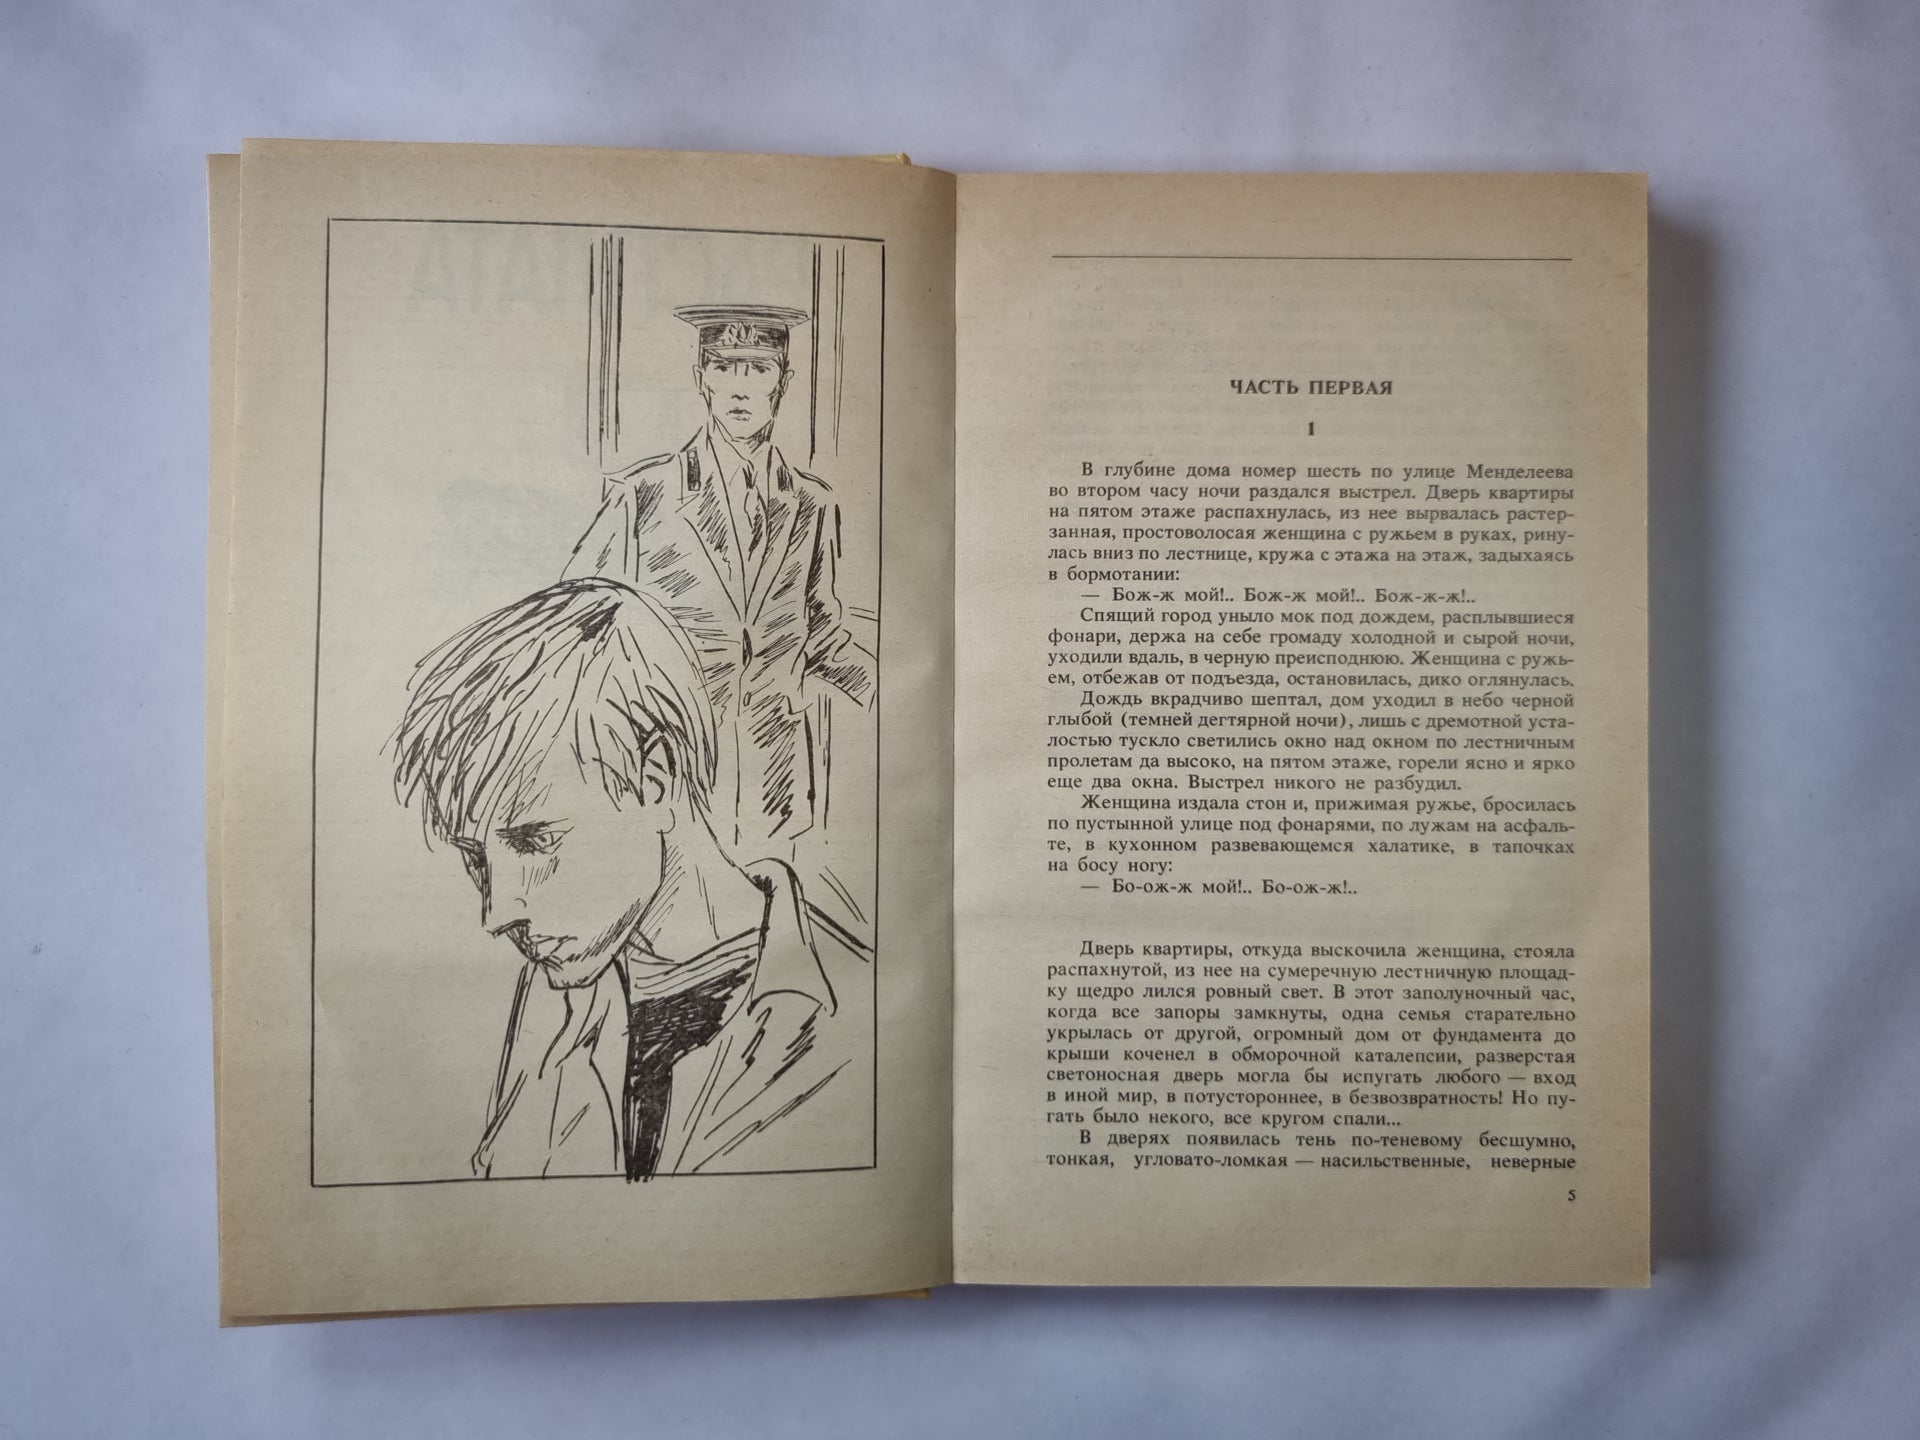 ЧАСТЬ ПЕРВАЯ
1
В глубине дома номер шесть по улице Менделеева
во втором часу ночи раздался выстрел. Дверь квартиры
на пятом этаже распахнулась, из нее вырвалась растер-
занная, простоволосая женщина с ружьем в руках, рину-
лась вниз по лестнице, кружа с этажа на этаж, задыхаясь
в бормотании:
— Бож-ж мой!.. Бож-ж мой!.. Бож-ж-ж!..
Спящий город уныло мок под дождем, расплывшиеся
фонари, держа на себе громаду холодной и сырой ночи,
уходили вдаль, в черную преисподнюю. Женщина с ружь-
ем, отбежав от подъезда, остановилась, дико оглянулась.
Дождь вкрадчиво шептал, дом уходил в небо черной
глыбой (темней дегтярной ночи), лишь с дремотной уста-
лостью тускло светились окно над окном по лестничным
пролетам да высоко, на пятом этаже, горели ясно и ярко
еще два окна. Выстрел никого не разбудил.
Женщина издала стон и, прижимая ружье, бросилась
по пустынной улице под фонарями, по лужам на асфаль-
те, в кухонном развевающемся халатике, в тапочках
на босу ногу:
— Бо-ож-ж мой!.. Бо-ож-ж!..
Дверь квартиры, откуда выскочила женщина, стояла
распахнутой, из нее на сумеречную лестничную площад-
ку щедро лился ровный свет. В этот заполуночный час,
когда все запоры замкнуты, одна семья старательно
укрылась от другой, огромный дом от фундамента до
крыши коченел в обморочной каталепсии, разверстая
светоносная дверь могла бы испугать любого — вход
в иной мир, в потустороннее, в безвозвратность! Но пу-
гать было некого, все кругом спали...
В дверях появилась тень по-теневому бесшумно,
тонкая, угловато-ломкая — насильственные, неверные
5